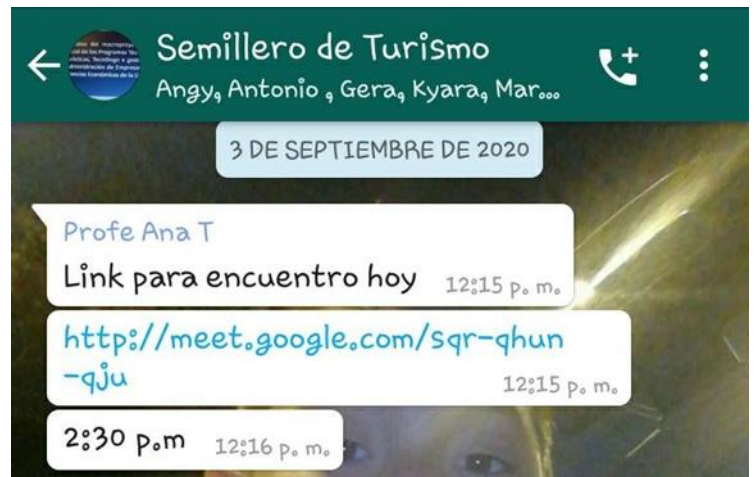 Semillero de Turismo
Angy, Antonio , Gera, Kyara, Mar...
3 DE SEPTIEMBRE DE 2020
Profe Ana T
Link para encuentro hoy 12:15 p. m.
http://meet.google.com/sqr-qhun
-qju 12:15 p. m.
2:30 p.m 12:16 p. m.